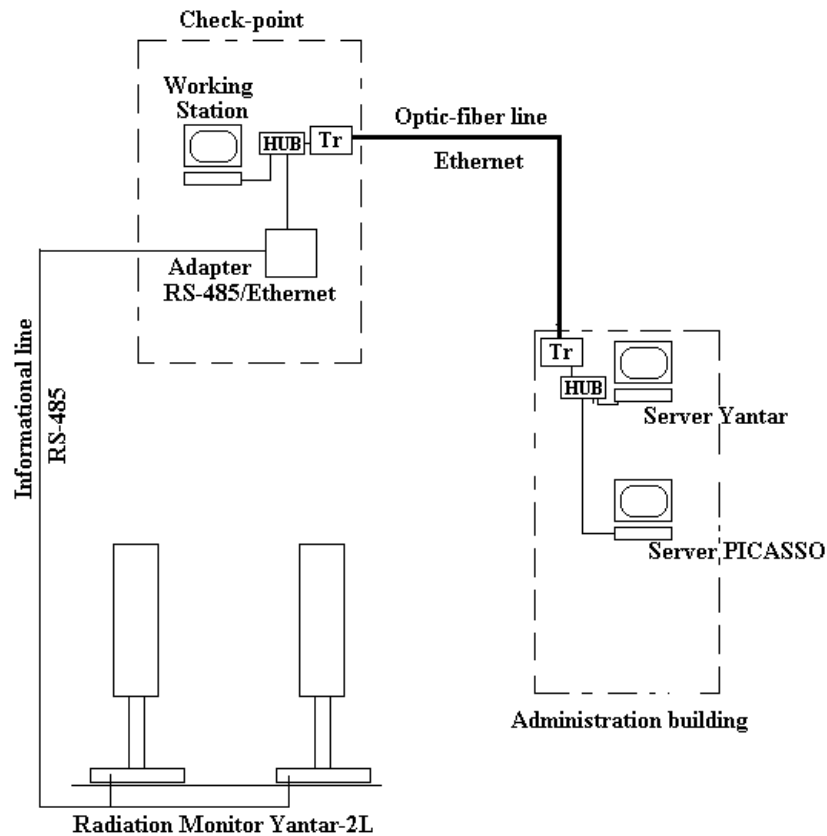 Check-point
Working
Station
HUB
Tr
Optic-fiber line
Ethernet
Adapter
RS-485/Ethernet
Informational line
RS-485
Tr
HUB
Server Yantar
Server PICASSO
Administration building
Radiation Monitor Yantar-2L